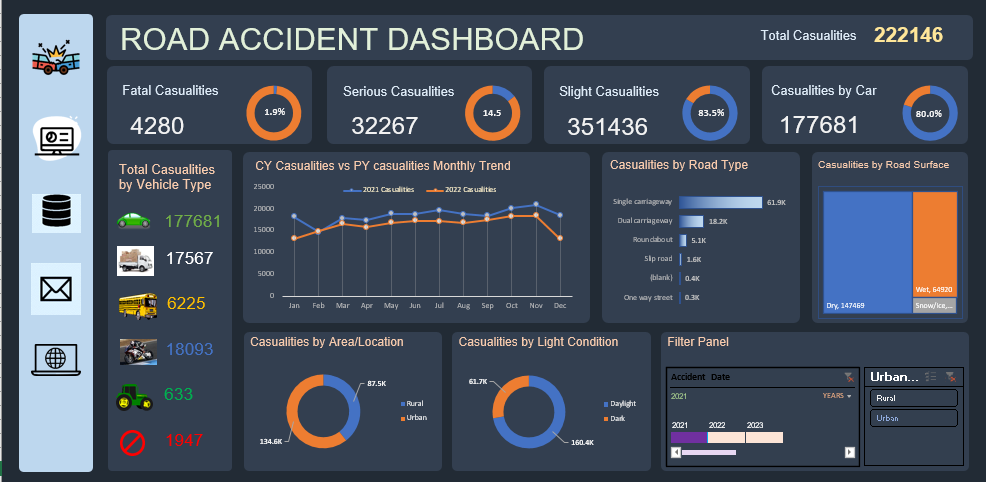 ROAD ACCIDENT DASHBOARD
Total Casualities
222146
Fatal Casualities
4280
1.9%
Serious Casualities
32267
14.5
Slight Casualities
351436
83.5%
Casualities by Car
177681
80.0%
Total Casualities
by Vehicle Type
177681
17567
6225
18093
633
1947
CY Casualities vs PY casualities Monthly Trend
2021 Casualities
2022 Casualities
25000
20000
15000
10000
5000
0
Jan Feb Mar Apr May Jun Jul Aug Sep Oct Nov Dec
Casualities by Road Type
Single carriageway 61.9K
Dual carriageway 18.2K
Roundabout 5.1K
Slip road 1.6K
(blank) 0.4K
One way street 0.3K
Casualities by Road Surface
Dry, 147469
Wet, 64920
Snow/ice,...
Casualities by Area/Location
87.5K
134.6K
Rural
Urban
Casualities by Light Condition
61.7K
160.4K
Daylight
Dark
Filter Panel
Accident Date
2021
YEARS
2021 2022 2023
Urban...
Rural
Urban